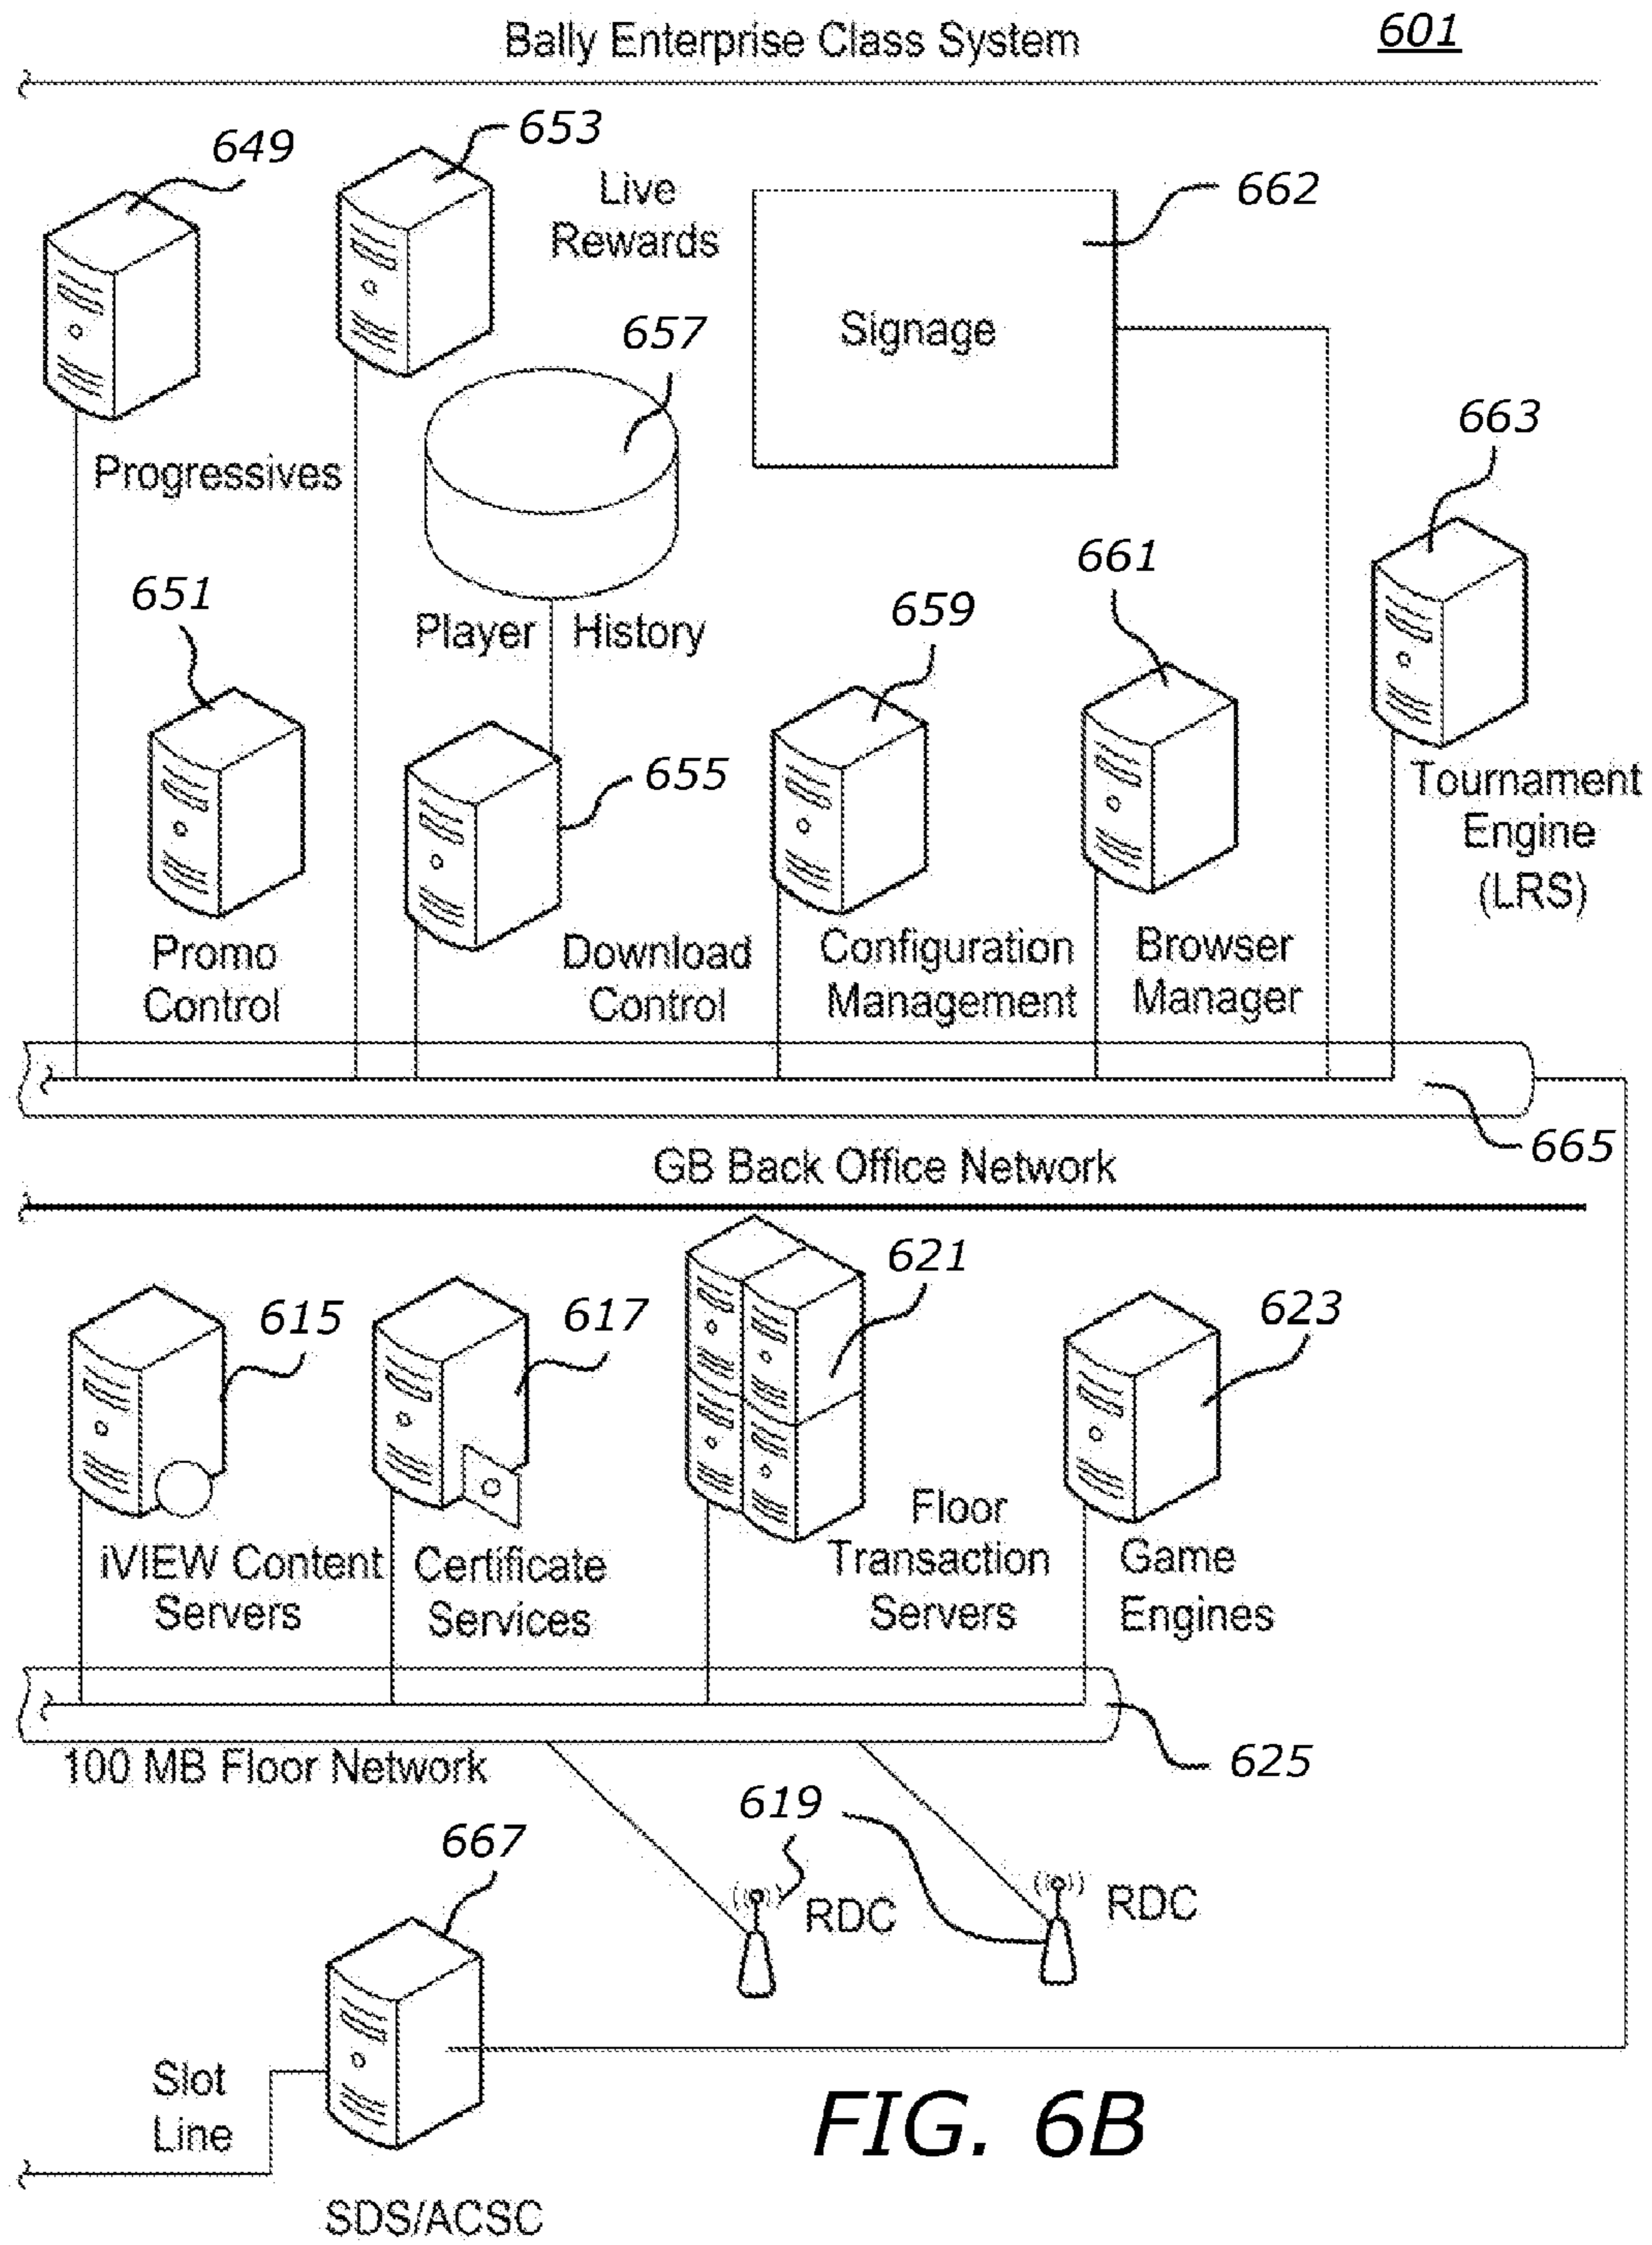 Bally Enterprise Class System
601
649
653
Live
Rewards
662
Signage
657
663
Progressives
651
Player History
659
661
655
Tournament
Engine
(LRS)
Promo
Control
Download
Control
Configuration
Management
Browser
Manager
665
GB Back Office Network
615
617
621
623
iVIEW Content
Servers
Certificate
Services
Floor
Transaction
Servers
Game
Engines
625
100 MB Floor Network
619
667
RDC
RDC
Slot
Line
SDS/ACSC
FIG. 6B